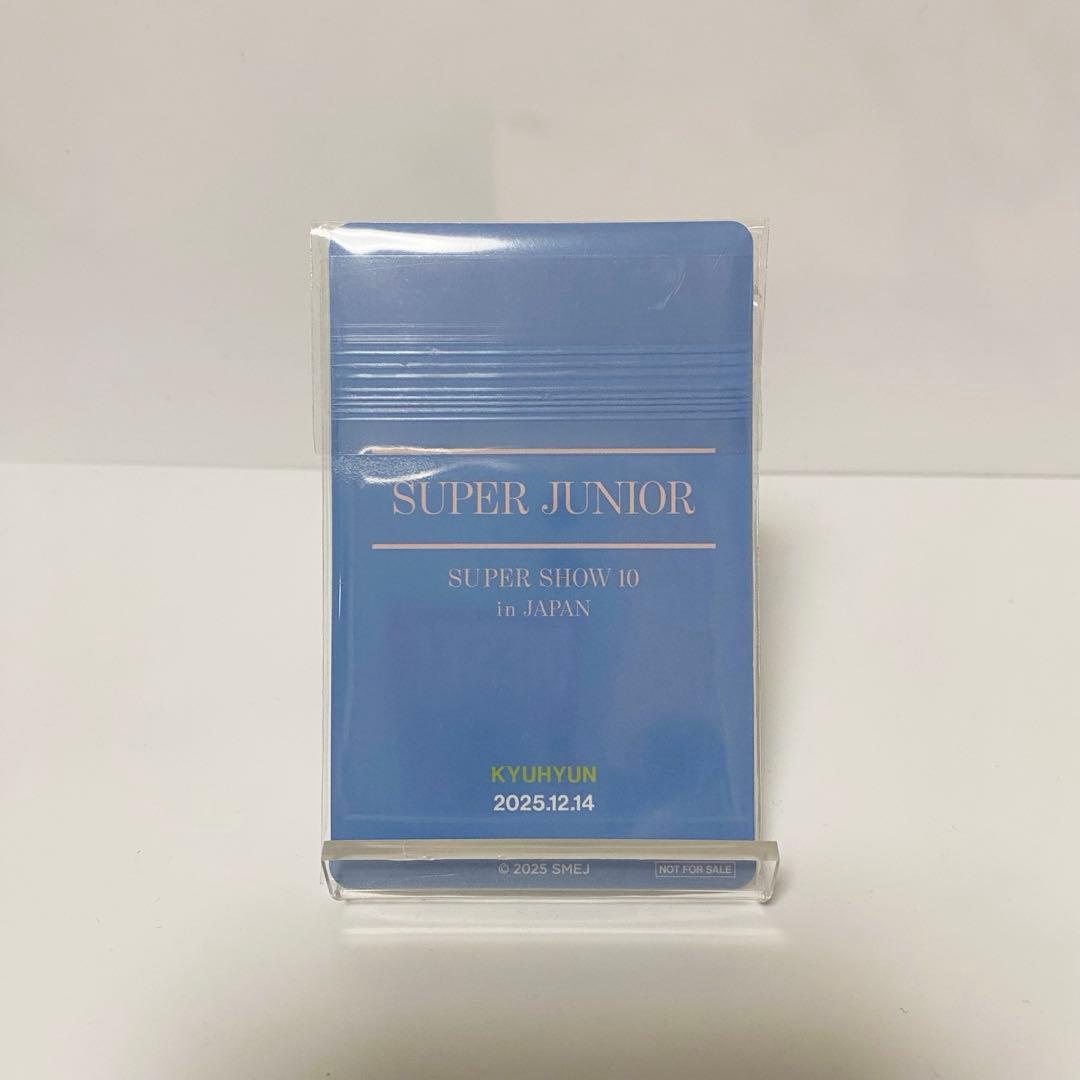 SUPER JUNIOR
SUPER SHOW 10
in JAPAN
KYUHYUN
2025.12.14
© 2025 SMEJ
NOT FOR SALE